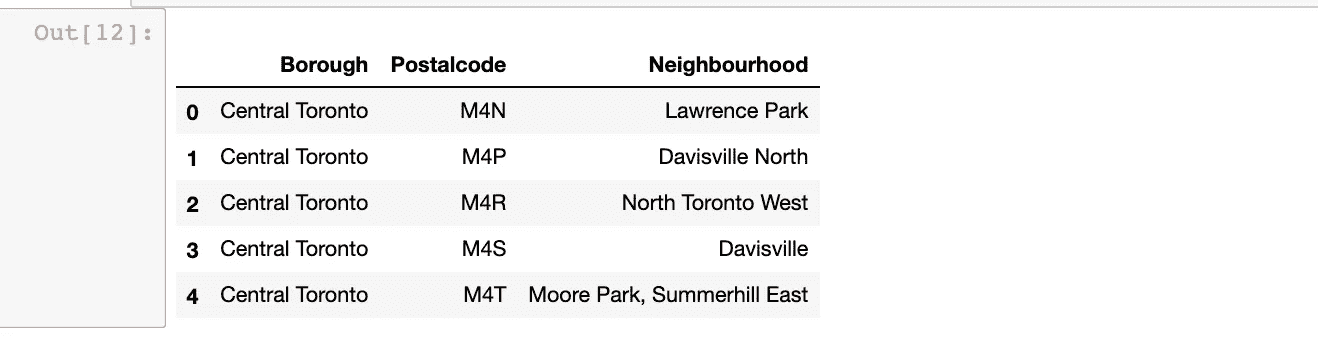 Out[12]:
Borough Postalcode Neighbourhood
0 Central Toronto M4N Lawrence Park
1 Central Toronto M4P Davisville North
2 Central Toronto M4R North Toronto West
3 Central Toronto M4S Davisville
4 Central Toronto M4T Moore Park, Summerhill East